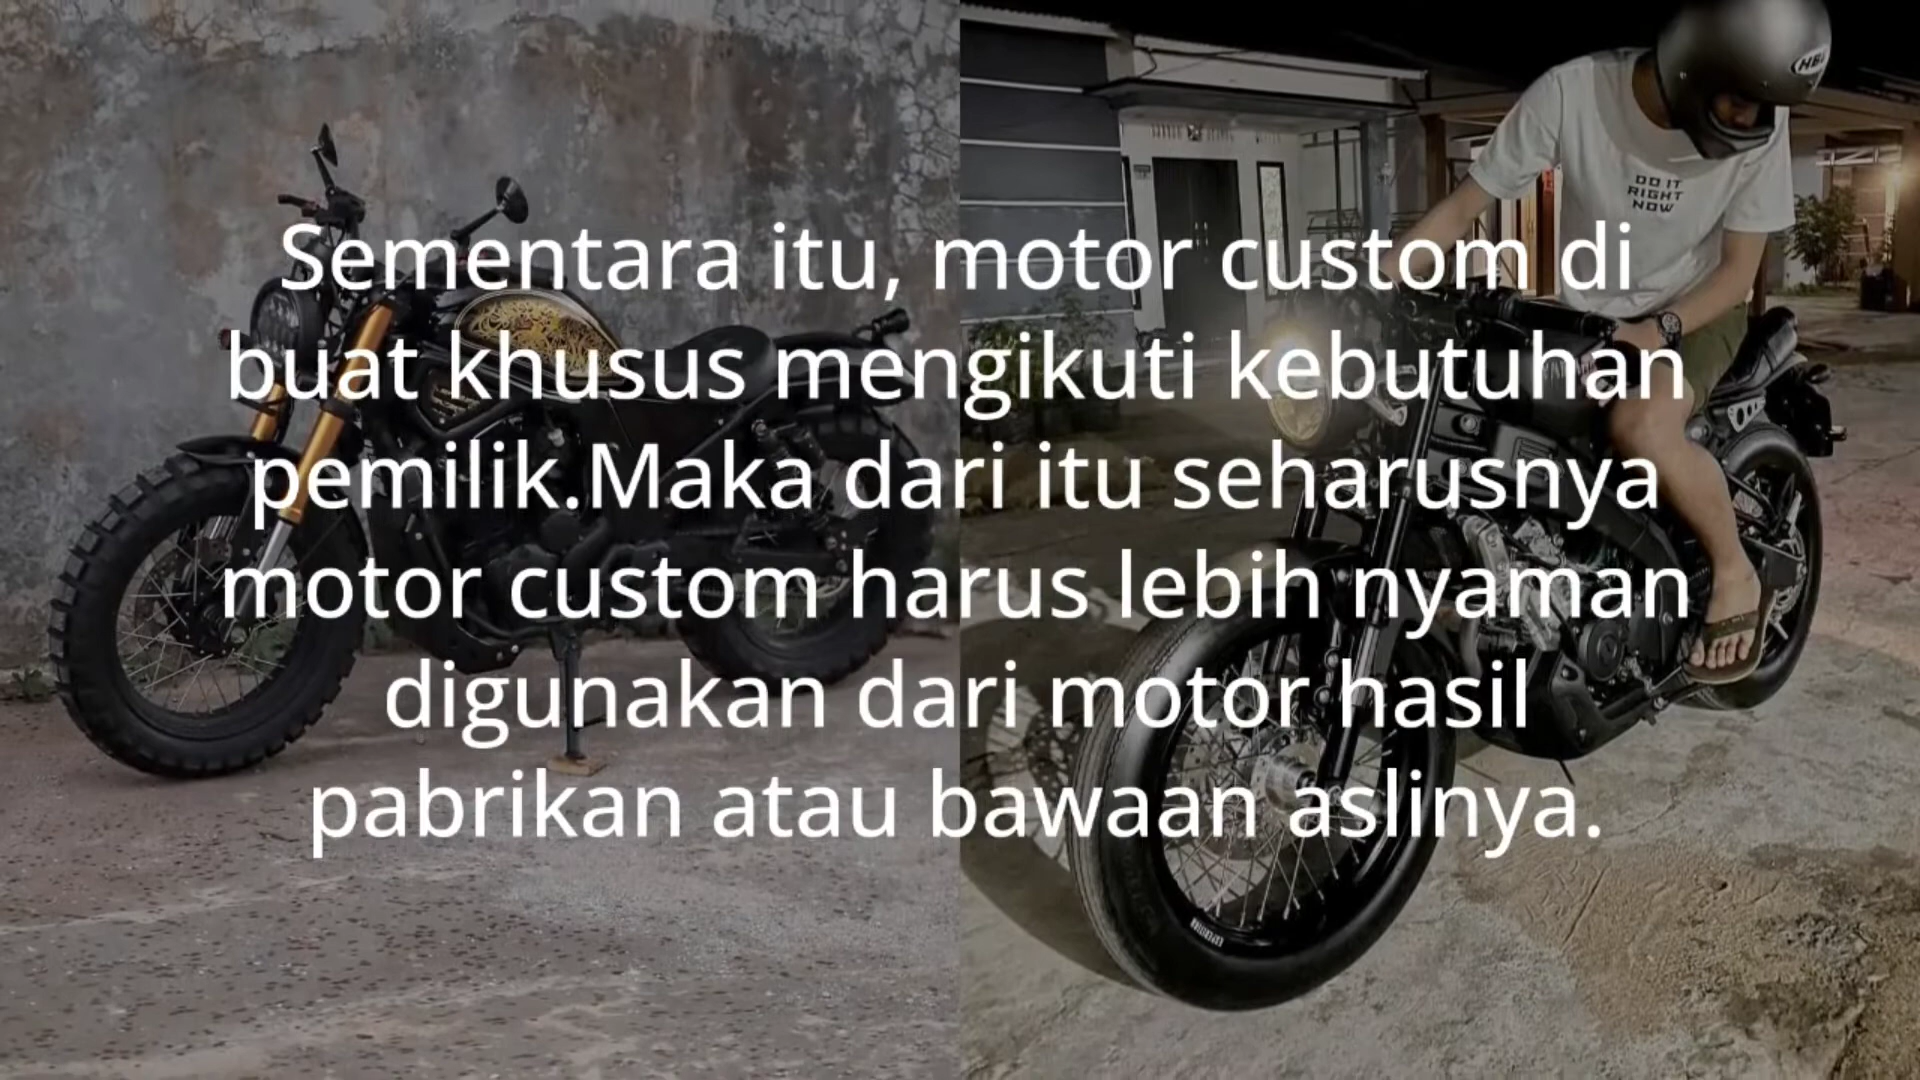 HBC
DO IT
RIGHT
NOW
Sementara itu, motor custom di
buat khusus mengikuti kebutuhan
pemilik.Maka dari itu seharusnya
motor custom harus lebih nyaman
digunakan dari motor hasil
pabrikan atau bawaan aslinya.